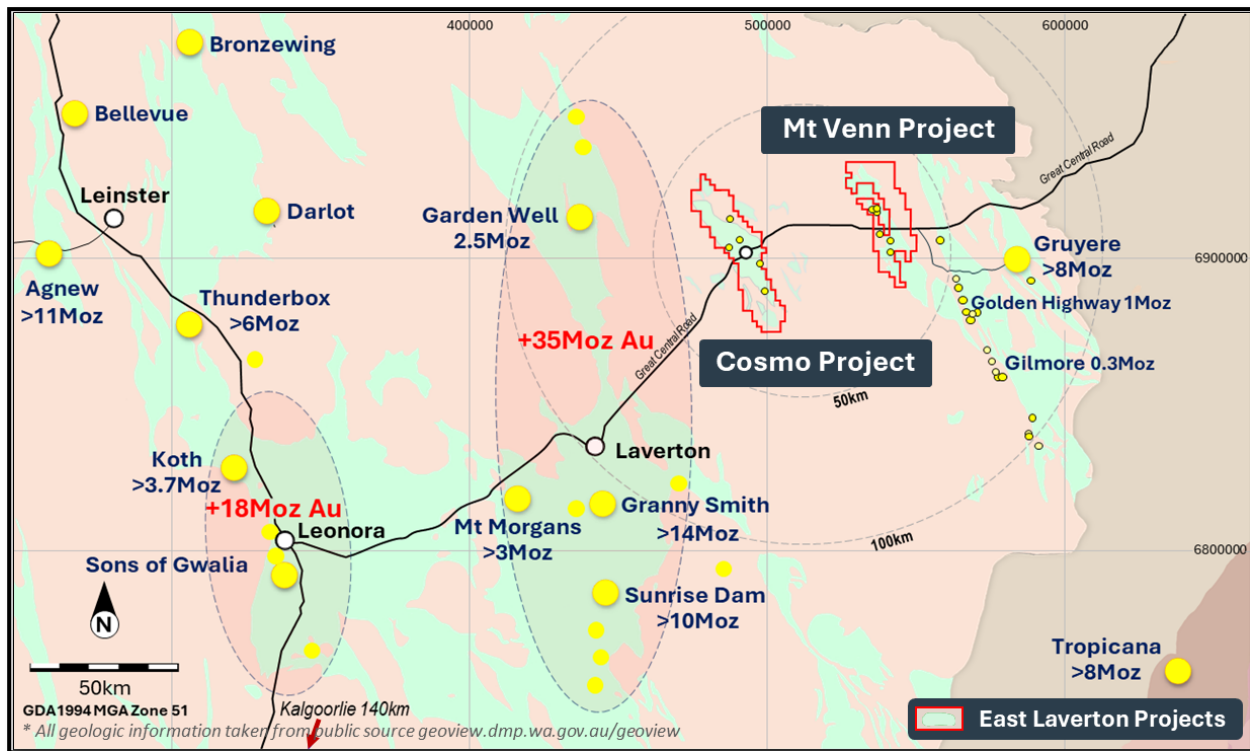 400000
500000
600000
Bronzewing
Bellevue
Mt Venn Project
Great Central Road
Leinster
Darlot
Garden Well
2.5Moz
Gruyere
>8Moz
6900000
Agnew
>11Moz
Thunderbox
>6Moz
Golden Highway 1Moz
+35Moz Au
Great Central Road
Cosmo Project
Gilmore 0.3Moz
50km
Laverton
Koth
>3.7Moz
+18Moz Au
Leonora
Mt Morgans
>3Moz
Granny Smith
>14Moz
100km
6800000
Sons of Gwalia
Sunrise Dam
>10Moz
N
Tropicana
>8Moz
50km
GDA1994 MGA Zone 51
Kalgoorlie 140km
* All geologic information taken from public source geoview.dmp.wa.gov.au/geoview
East Laverton Projects